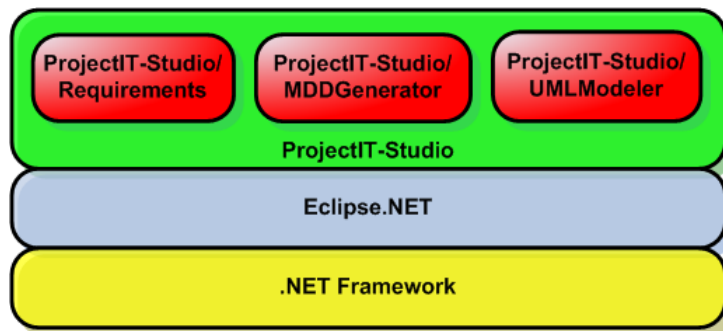 ProjectIT-Studio/
Requirements
ProjectIT-Studio/
MDDGenerator
ProjectIT-Studio/
UMLModeler
ProjectIT-Studio
Eclipse.NET
.NET Framework